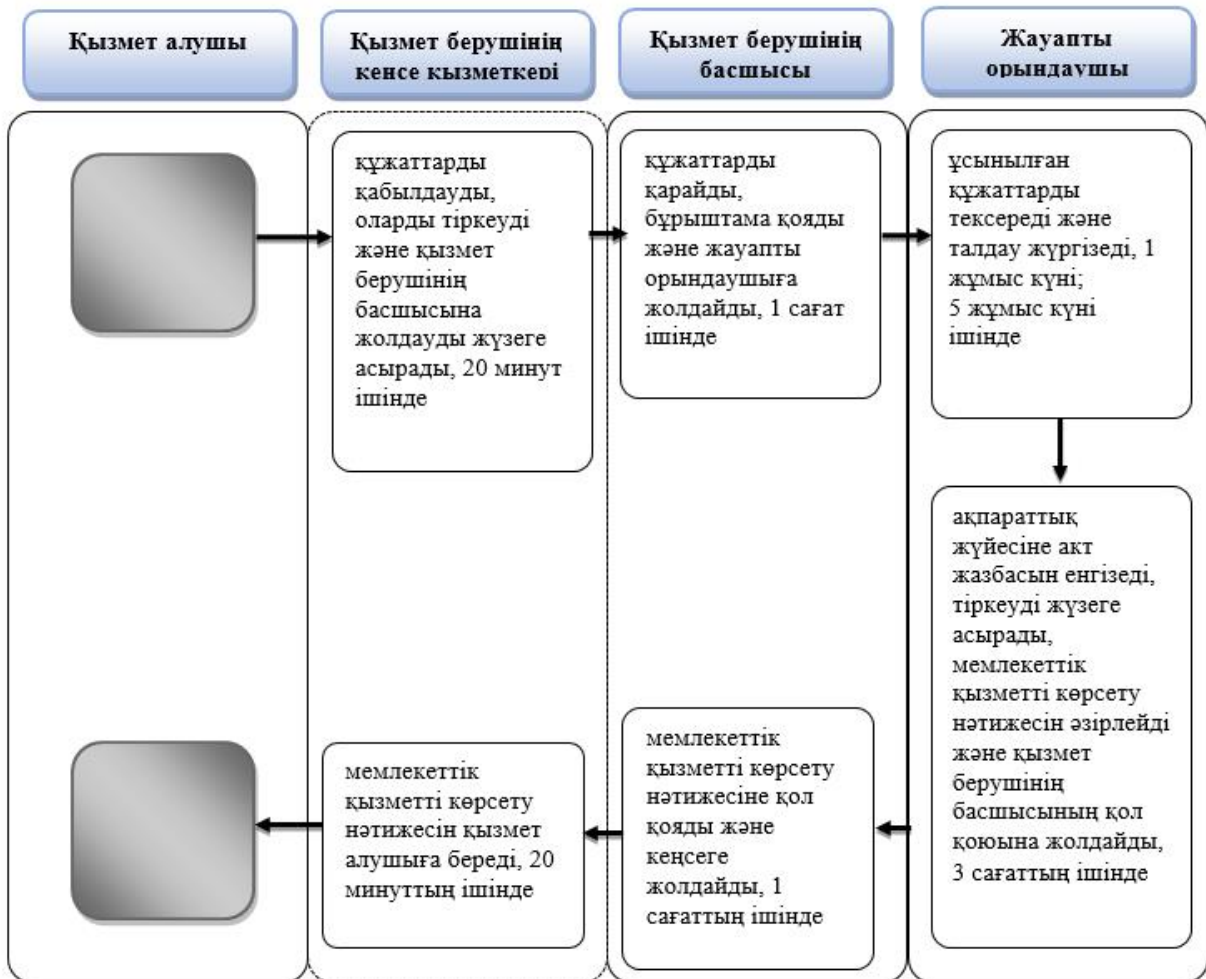 Қызмет алушы
Қызмет берушінің
кеңсе қызметкері
Қызмет берушінің
басшысы
Жауапты
орындаушы
құжаттарды
қабылдауды,
оларды тіркеуді
және қызмет
берушінің
басшысына
жолдауды жүзеге
асырады, 20 минут
ішінде
құжаттарды
қарайды,
бұрыштама қояды
және жауапты
орындаушыға
жолдайды, 1 сағат
ішінде
ұсынылған
құжаттарды
тексереді және
талдау жүргізеді, 1
жұмыс күні;
5 жұмыс күні
ішінде
ақпараттық
жүйесіне акт
жазбасын енгізеді,
тіркеуді жүзеге
асырады,
мемлекеттік
қызметті көрсету
нәтижесін әзірлейді
және қызмет
берушінің
басшысының қол
қоюына жолдайды,
3 сағаттың ішінде
мемлекеттік
қызметті көрсету
нәтижесіне қол
қояды және
кеңсеге
жолдайды, 1
сағаттың ішінде
мемлекеттік
қызметті көрсету
нәтижесін қызмет
алушыға береді, 20
минуттың ішінде